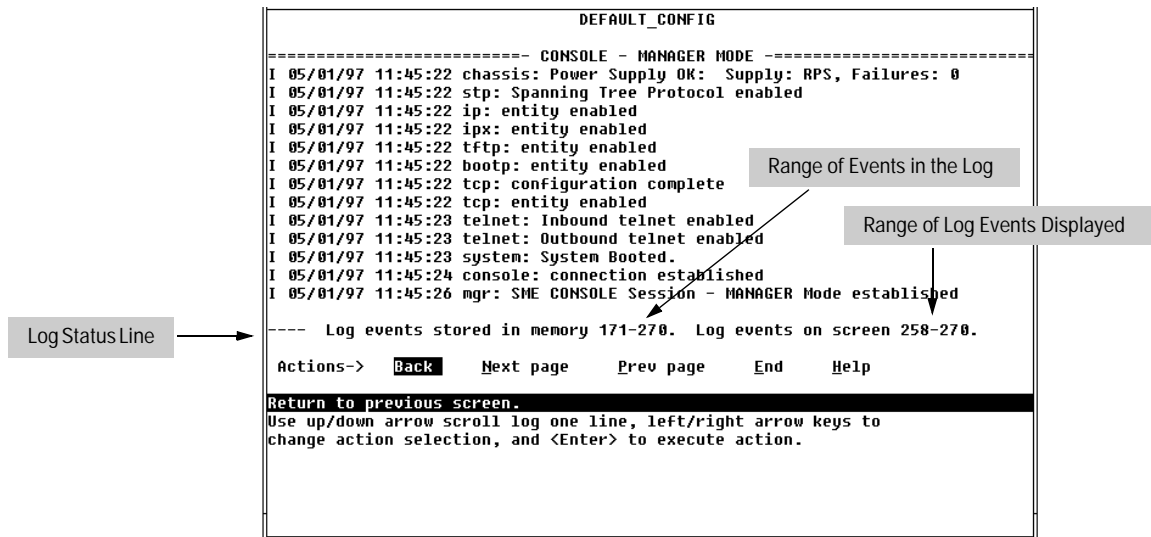 DEFAULT_CONFIG
==========================- CONSOLE - MANAGER MODE -===========================
I 05/01/97 11:45:22 chassis: Power Supply OK: Supply: RPS, Failures: 0
I 05/01/97 11:45:22 stp: Spanning Tree Protocol enabled
I 05/01/97 11:45:22 ip: entity enabled
I 05/01/97 11:45:22 ipx: entity enabled
I 05/01/97 11:45:22 tftp: entity enabled
I 05/01/97 11:45:22 bootp: entity enabled
Range of Events in the Log
I 05/01/97 11:45:22 tcp: configuration complete
I 05/01/97 11:45:22 tcp: entity enabled
I 05/01/97 11:45:23 telnet: Inbound telnet enabled
Range of Log Events Displayed
I 05/01/97 11:45:23 telnet: Outbound telnet enabled
I 05/01/97 11:45:23 system: System Booted.
I 05/01/97 11:45:24 console: connection established
I 05/01/97 11:45:26 mgr: SME CONSOLE Session - MANAGER Mode established
Log Status Line
---- Log events stored in memory 171-270. Log events on screen 258-270.
Actions-> Back Next page Prev page End Help
Return to previous screen.
Use up/down arrow scroll log one line, left/right arrow keys to
change action selection, and <Enter> to execute action.